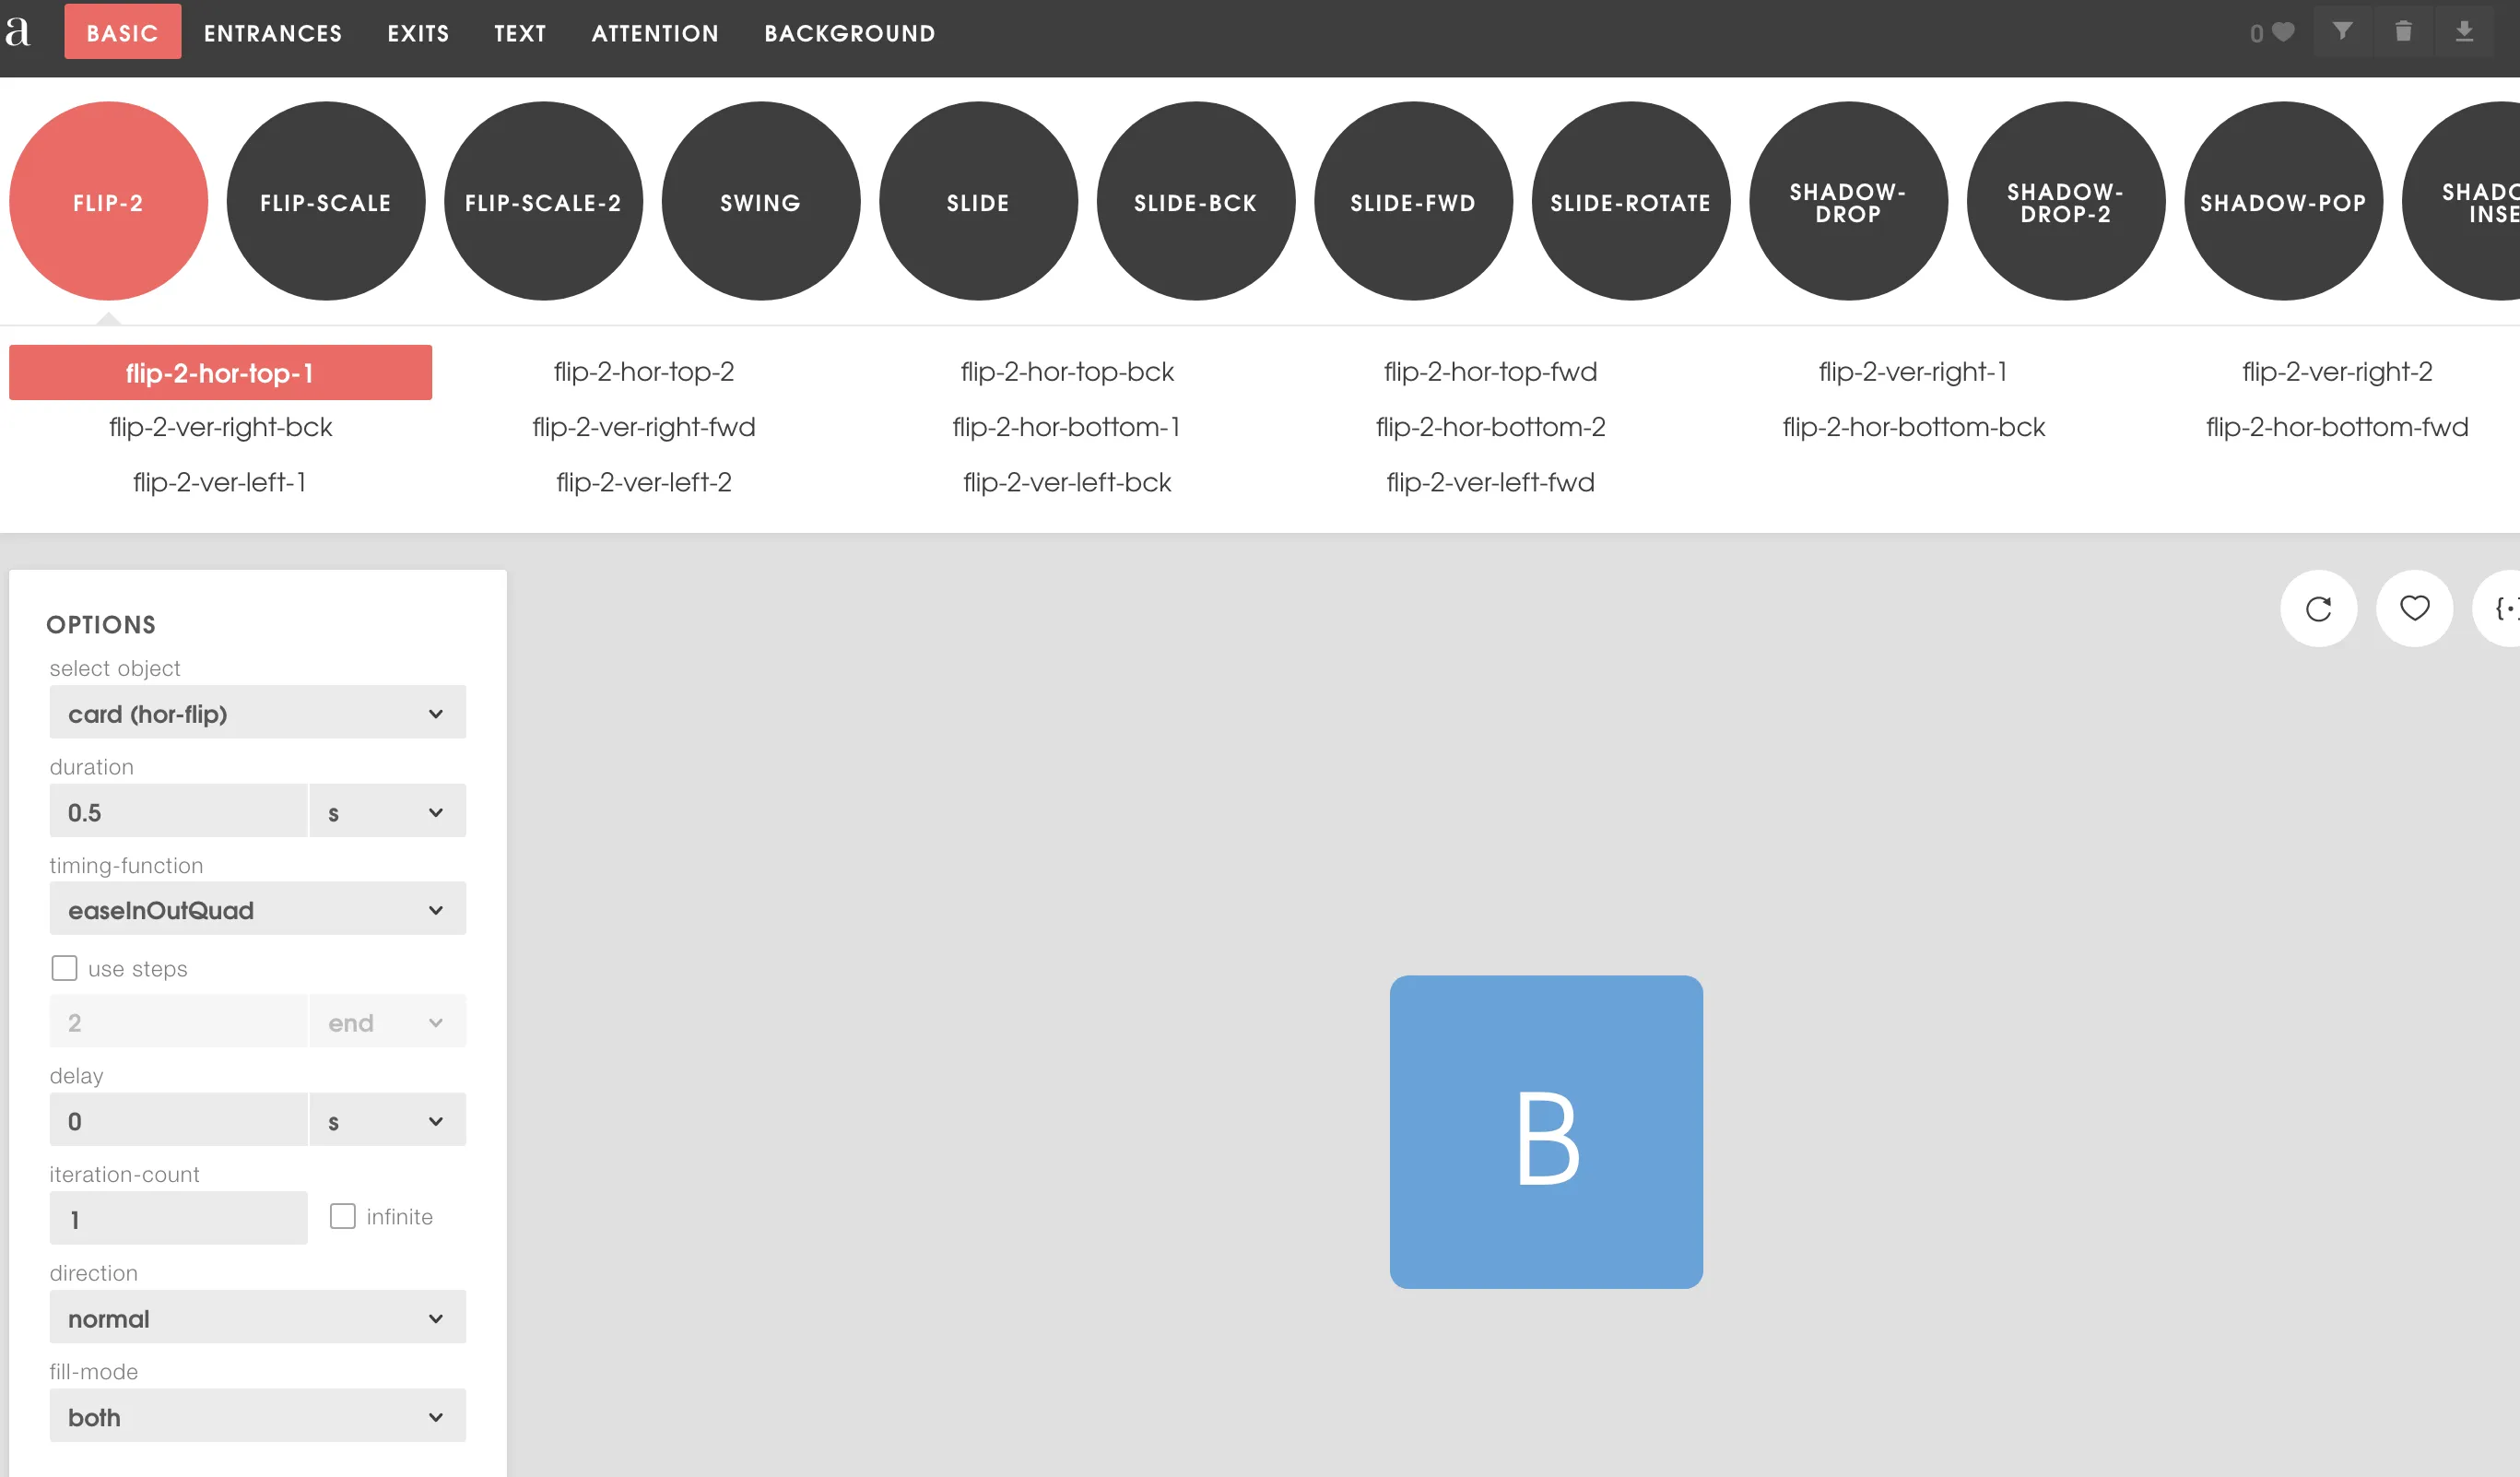 a BASIC ENTRANCES EXITS TEXT ATTENTION BACKGROUND 0
FLIP-2 FLIP-SCALE FLIP-SCALE-2 SWING SLIDE SLIDE-BCK SLIDE-FWD SLIDE-ROTATE SHADOW-DROP SHADOW-DROP-2 SHADOW-POP
flip-2-hor-top-1 flip-2-hor-top-2 flip-2-hor-top-bck flip-2-hor-top-fwd flip-2-ver-right-1 flip-2-ver-right-2
flip-2-ver-right-bck flip-2-ver-right-fwd flip-2-hor-bottom-1 flip-2-hor-bottom-2 flip-2-hor-bottom-bck flip-2-hor-bottom-fwd
flip-2-ver-left-1 flip-2-ver-left-2 flip-2-ver-left-bck flip-2-ver-left-fwd
OPTIONS
select object
card (hor-flip)
duration
0.5 s
timing-function
easeInOutQuad
use steps
2 end
delay
0 s
iteration-count
1 infinite
direction
normal
fill-mode
both
B